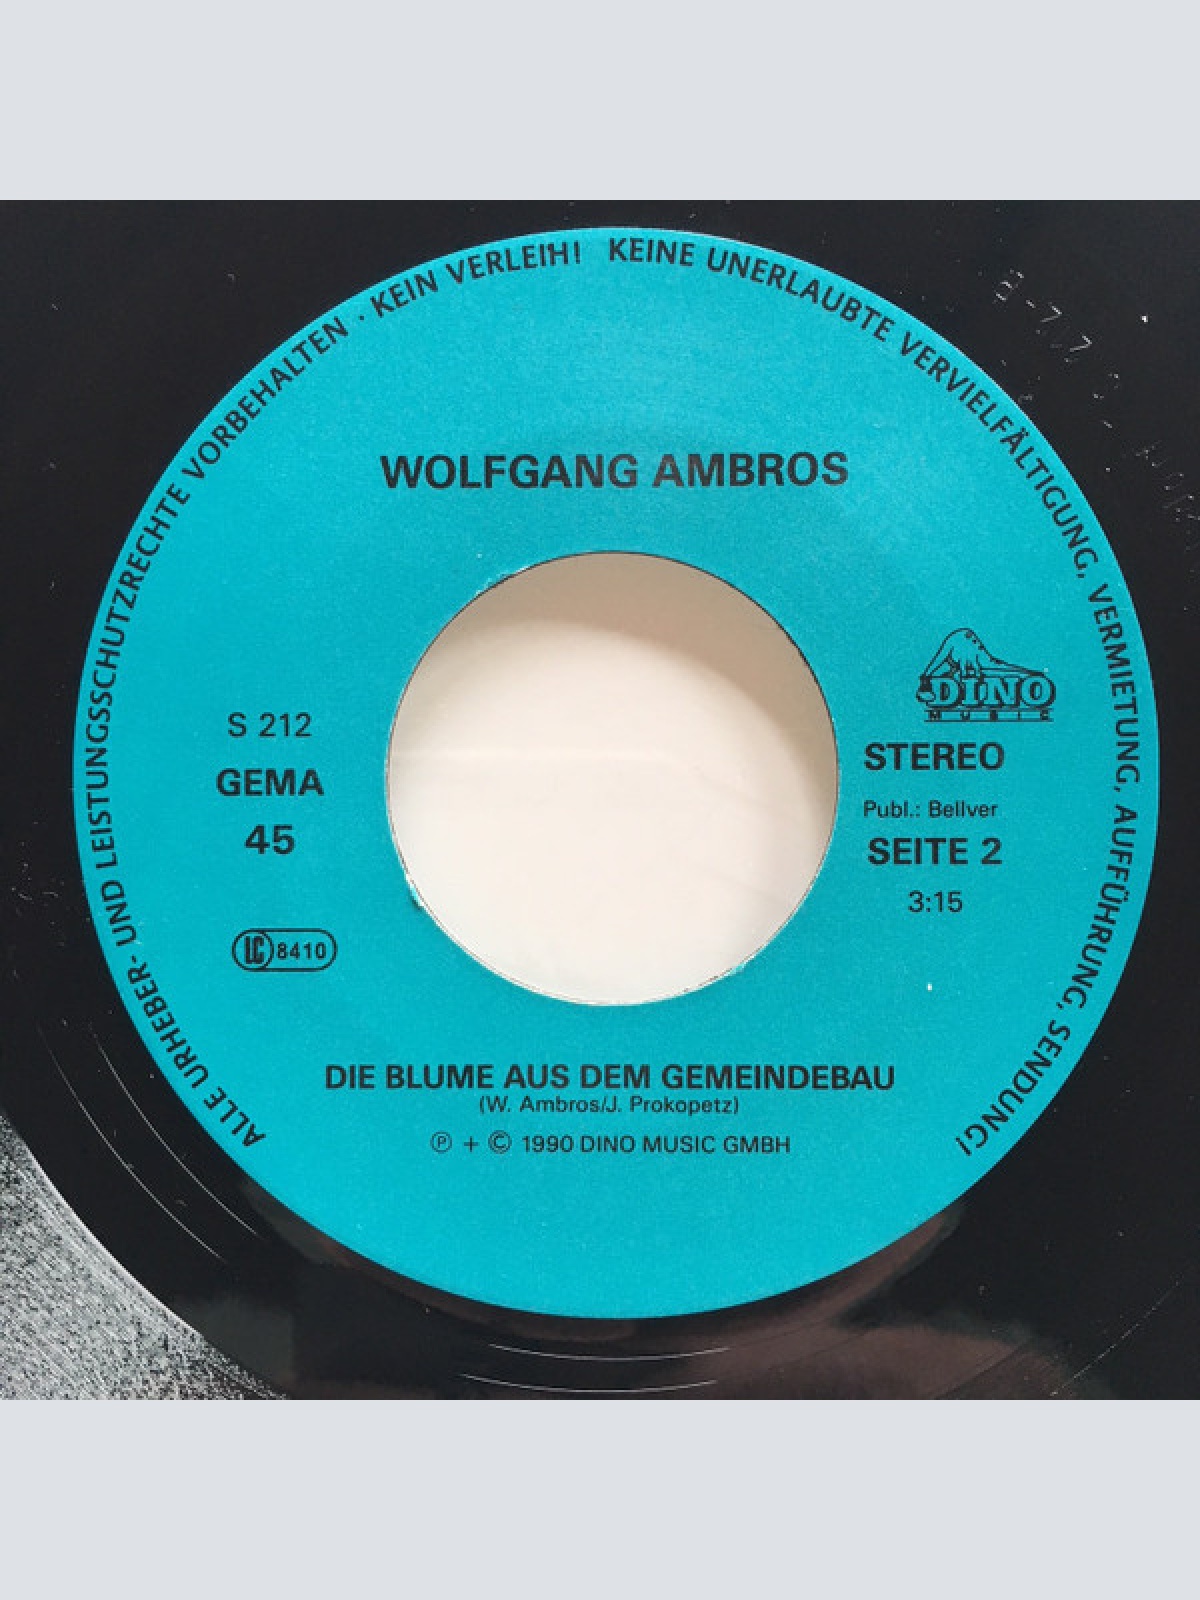 ALLE URHEBER- UND LEISTUNGSSCHUTZRECHTE VORBEHALTEN · KEIN VERLEIH! KEINE UNERLAUBTE VERVIELFÄLTIGUNG, VERMIETUNG, AUFFÜHRUNG, SENDUNG!
WOLFGANG AMBROS
S 212
GEMA
45
LC 8410
DINO
MUSIC
STEREO
Publ.: Bellver
SEITE 2
3:15
DIE BLUME AUS DEM GEMEINDEBAU
(W. Ambros/J. Prokopetz)
Ⓟ + © 1990 DINO MUSIC GMBH